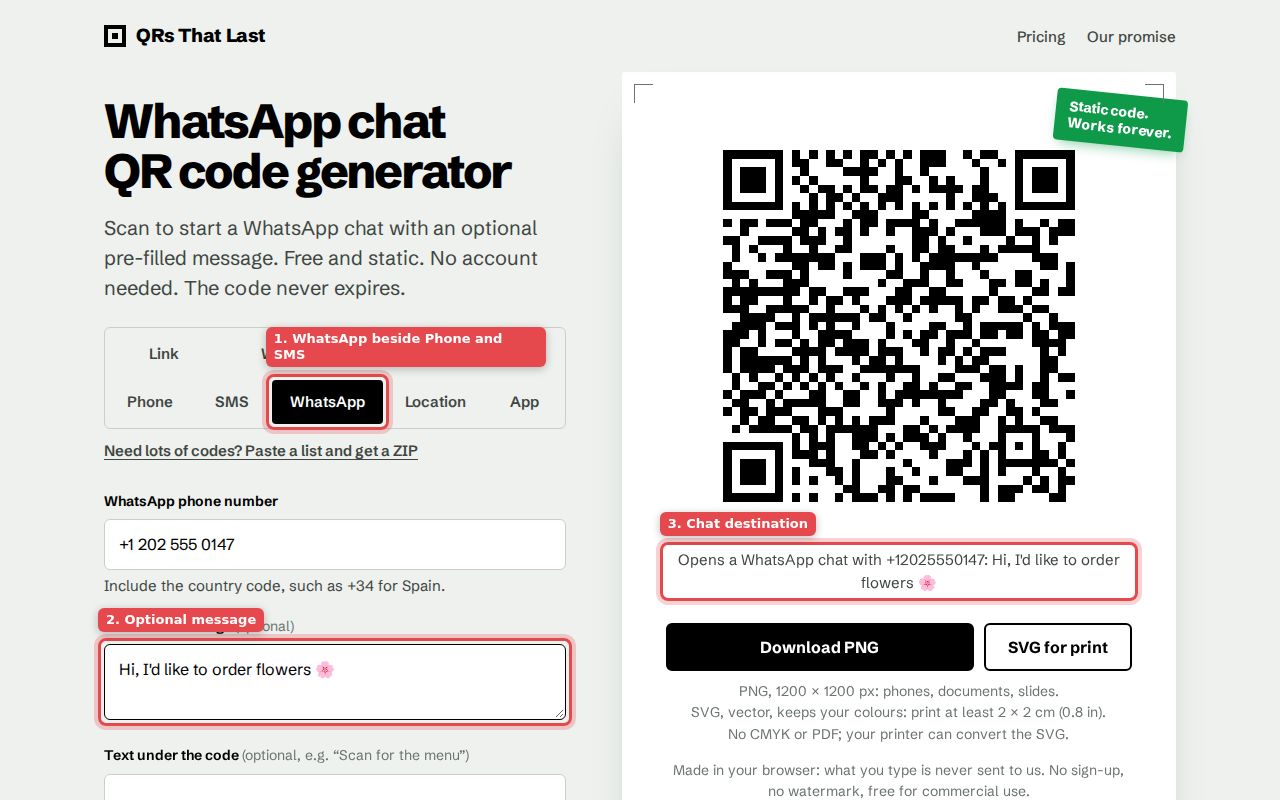 QRs That Last
Pricing
Our promise
WhatsApp chat
QR code generator
Scan to start a WhatsApp chat with an optional
pre-filled message. Free and static. No account
needed. The code never expires.
Link
1. WhatsApp beside Phone and
SMS
Phone
SMS
WhatsApp
Location
App
Need lots of codes? Paste a list and get a ZIP
WhatsApp phone number
+1 202 555 0147
Include the country code, such as +34 for Spain.
2. Optional message
Hi, I'd like to order flowers 🌸
Text under the code (optional, e.g. “Scan for the menu”)
Static code.
Works forever.
3. Chat destination
Opens a WhatsApp chat with +12025550147: Hi, I'd like to order
flowers 🌸
Download PNG
SVG for print
PNG, 1200 × 1200 px: phones, documents, slides.
SVG, vector, keeps your colours: print at least 2 × 2 cm (0.8 in).
No CMYK or PDF; your printer can convert the SVG.
Made in your browser: what you type is never sent to us. No sign-up,
no watermark, free for commercial use.